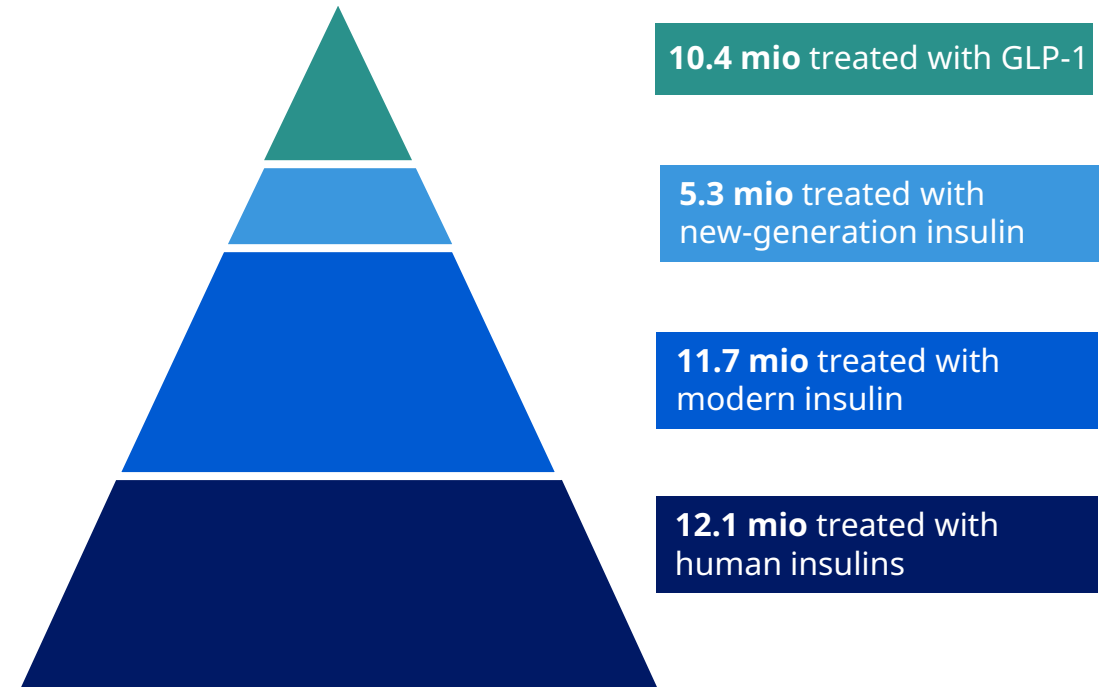 10.4 mio treated with GLP-1
5.3 mio treated with
new-generation insulin
11.7 mio treated with
modern insulin
12.1 mio treated with
human insulins